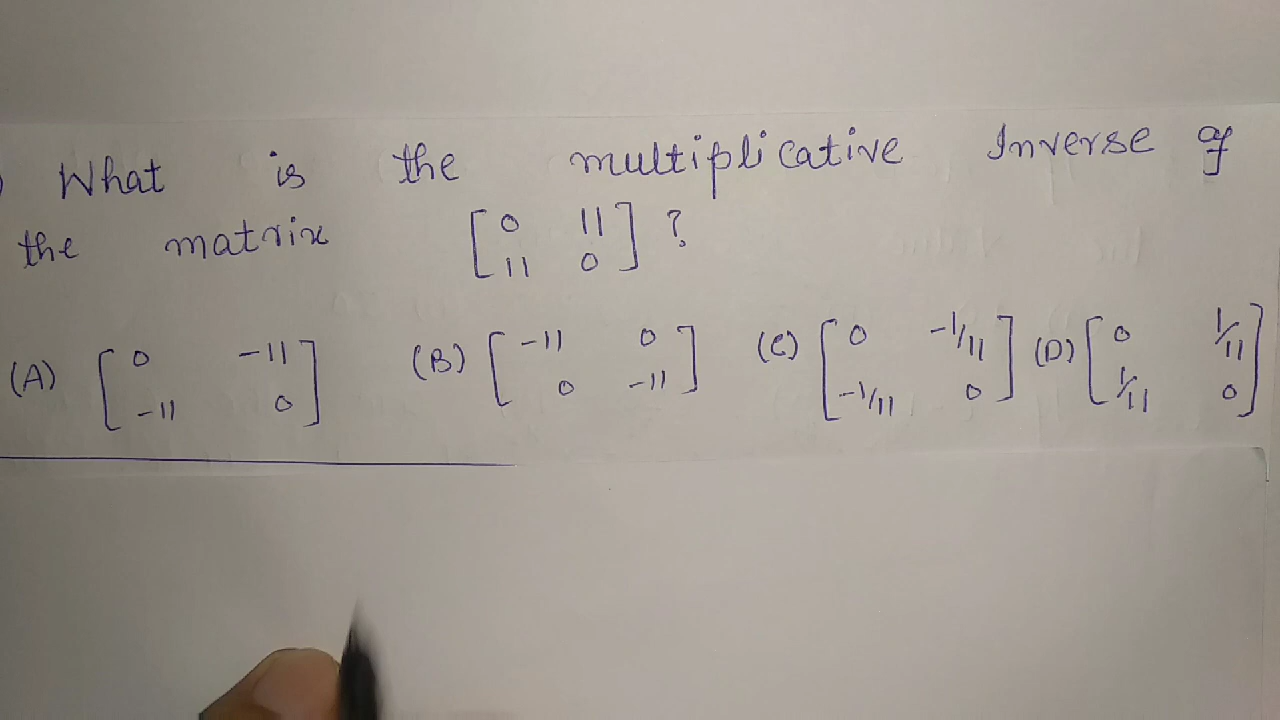 ) What is the multiplicative Inverse of
the matrix [0 11
11 0] ?
(A) [0 -11
-11 0] (B) [-11 0
0 -11] (C) [0 -1/11
-1/11 0] (D) [0 1/11
1/11 0]